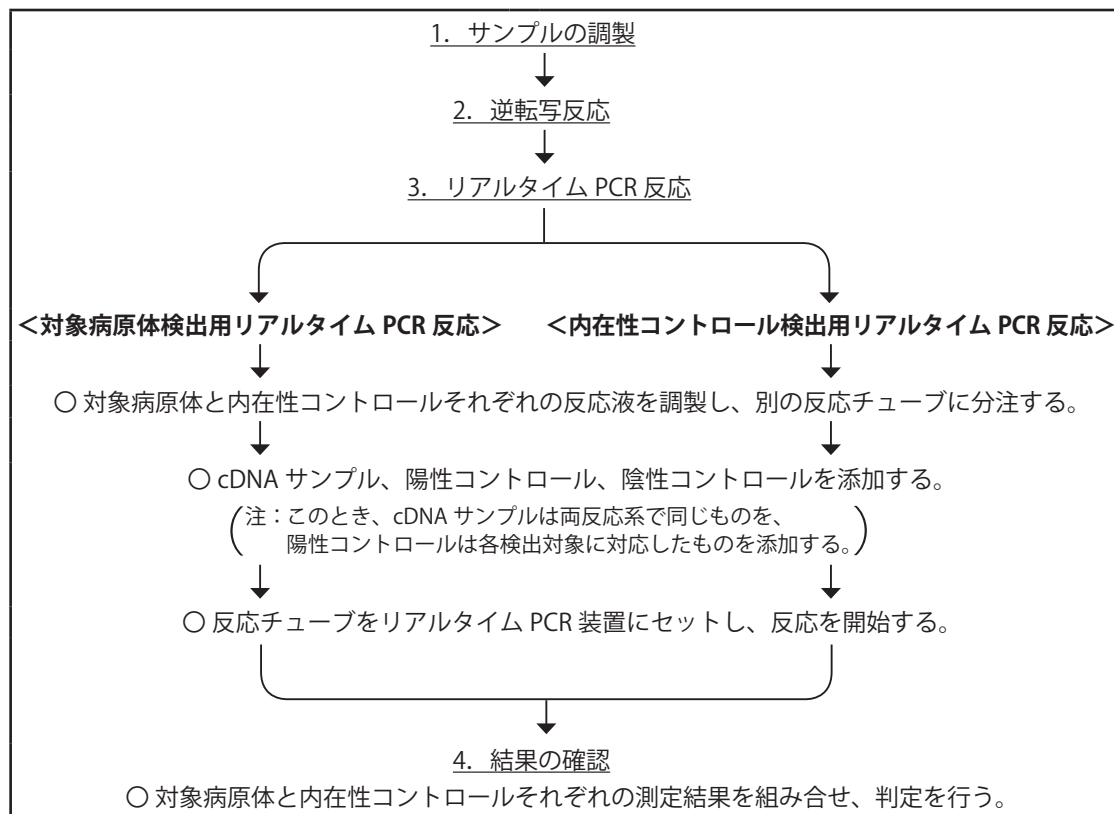 1. サンプルの調製
2. 逆転写反応
3. リアルタイム PCR 反応
＜対象病原体検出用リアルタイム PCR 反応＞
＜内在性コントロール検出用リアルタイム PCR 反応＞
○ 対象病原体と内在性コントロールそれぞれの反応液を調製し、別の反応チューブに分注する。
○ cDNA サンプル、陽性コントロール、陰性コントロールを添加する。
（注：このとき、cDNA サンプルは両反応系で同じものを、
陽性コントロールは各検出対象に対応したものを添加する。）
○ 反応チューブをリアルタイム PCR 装置にセットし、反応を開始する。
4. 結果の確認
○ 対象病原体と内在性コントロールそれぞれの測定結果を組み合せ、判定を行う。